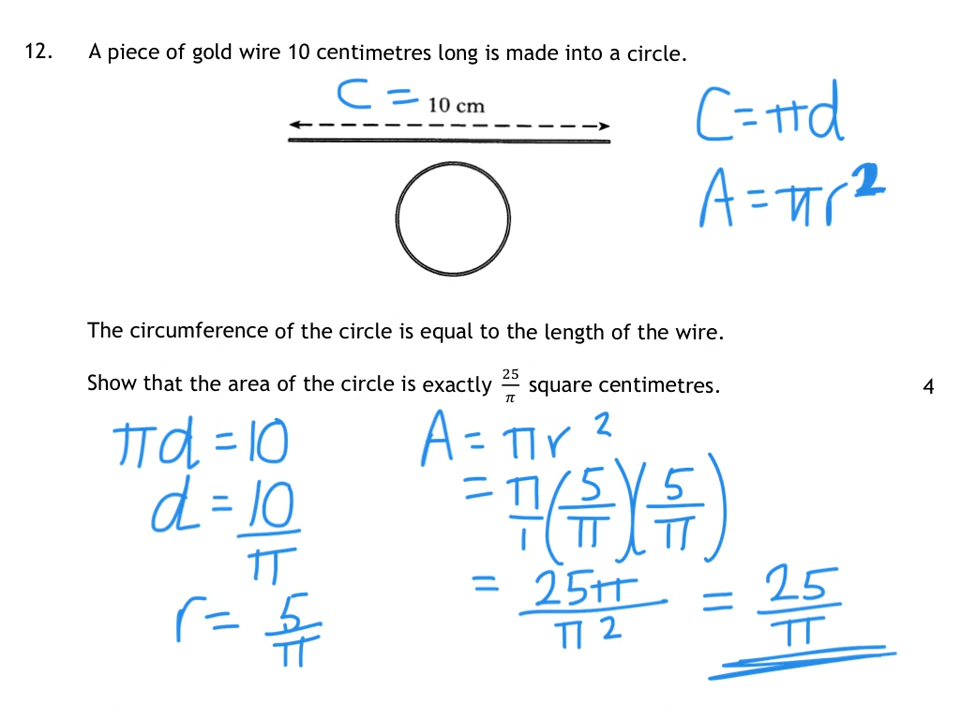 12. A piece of gold wire 10 centimetres long is made into a circle.
C = 10 cm
C = πd
A = πr²
The circumference of the circle is equal to the length of the wire.
Show that the area of the circle is exactly 25/π square centimetres. 4
πd = 10
d = 10/π
r = 5/π
A = πr²
= π/1 (5/π)(5/π)
= 25π/π² = 25/π